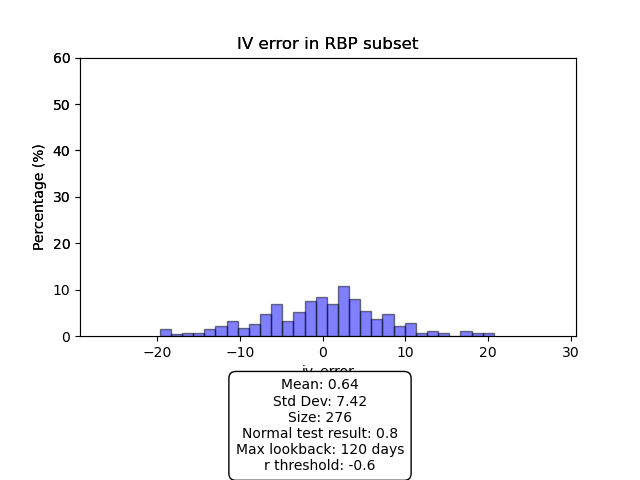 IV error in RBP subset
Percentage (%)
60
50
40
30
20
10
0
−20 −10 0 10 20 30
iv_error
Mean: 0.64
Std Dev: 7.42
Size: 276
Normal test result: 0.8
Max lookback: 120 days
r threshold: -0.6